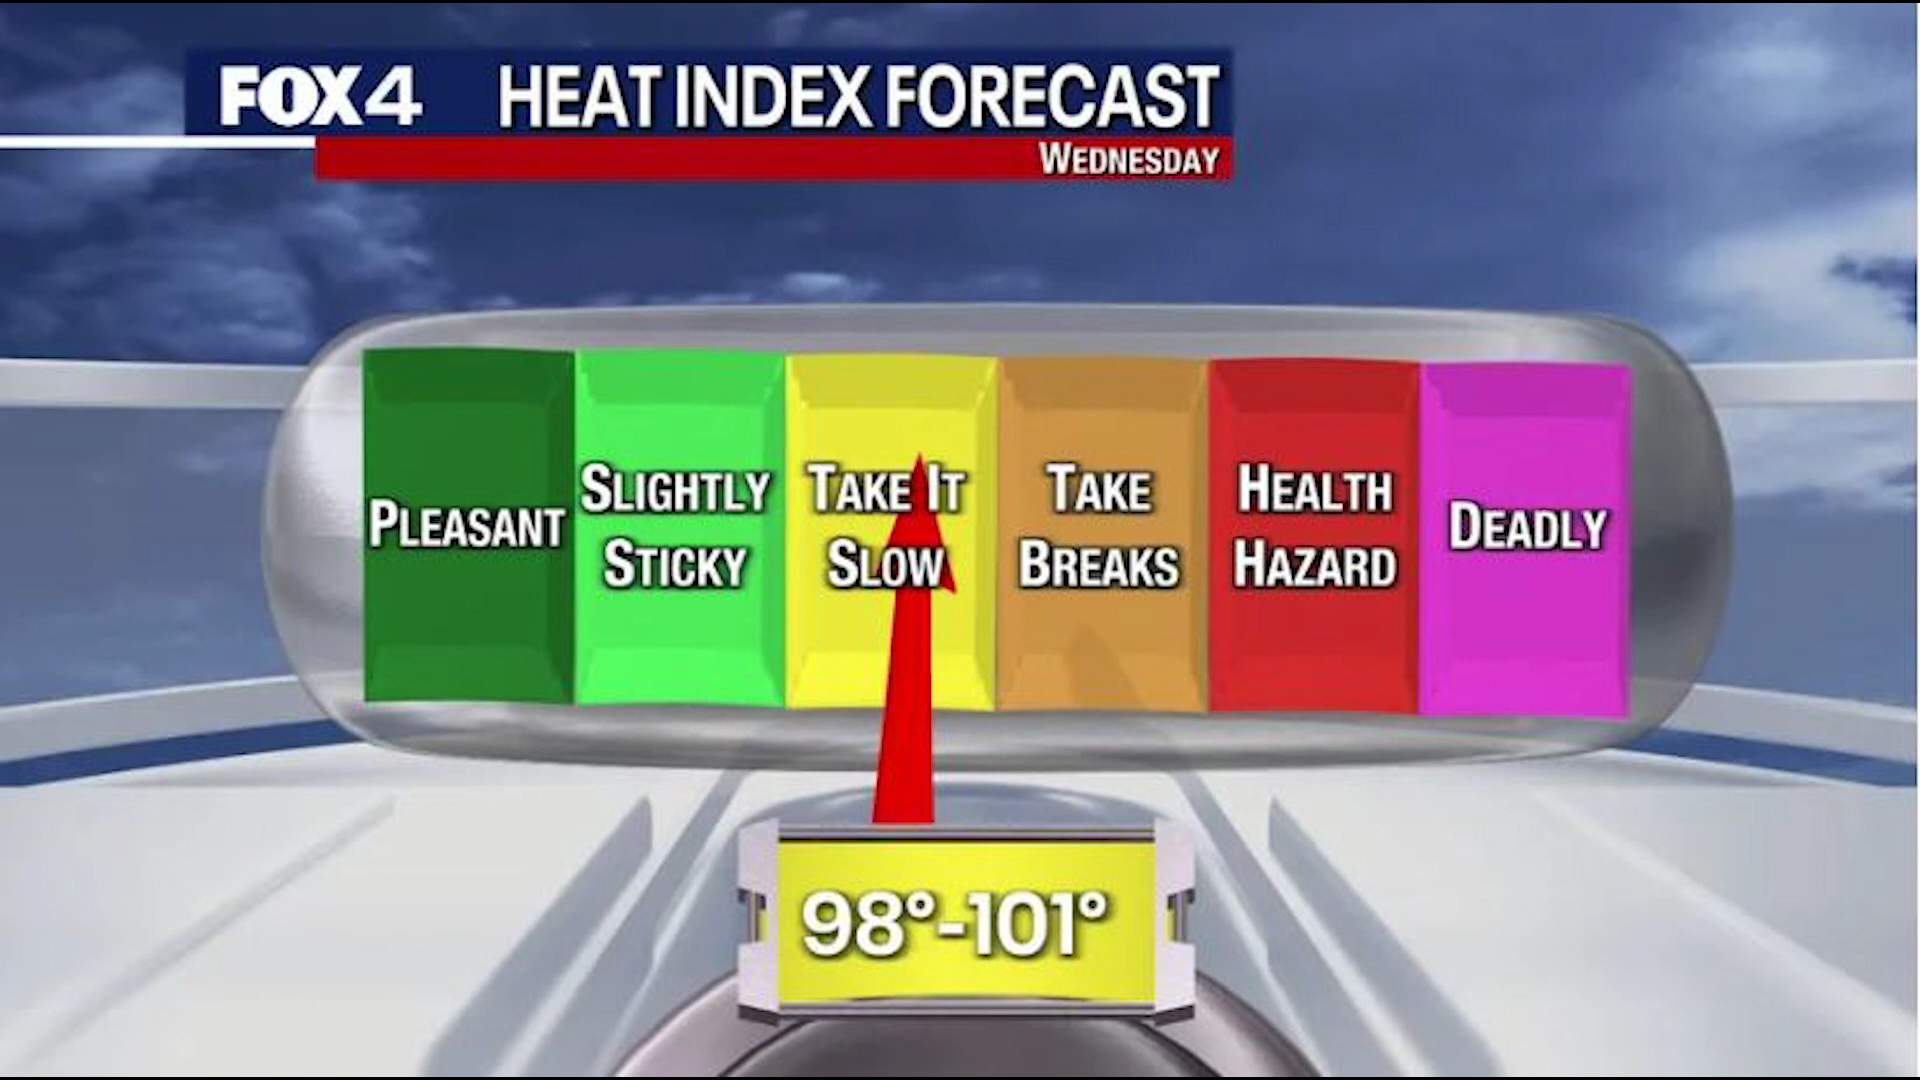 FOX4 HEAT INDEX FORECAST
WEDNESDAY
PLEASANT
SLIGHTLY
STICKY
TAKE IT
SLOW
TAKE
BREAKS
HEALTH
HAZARD
DEADLY
98°-101°